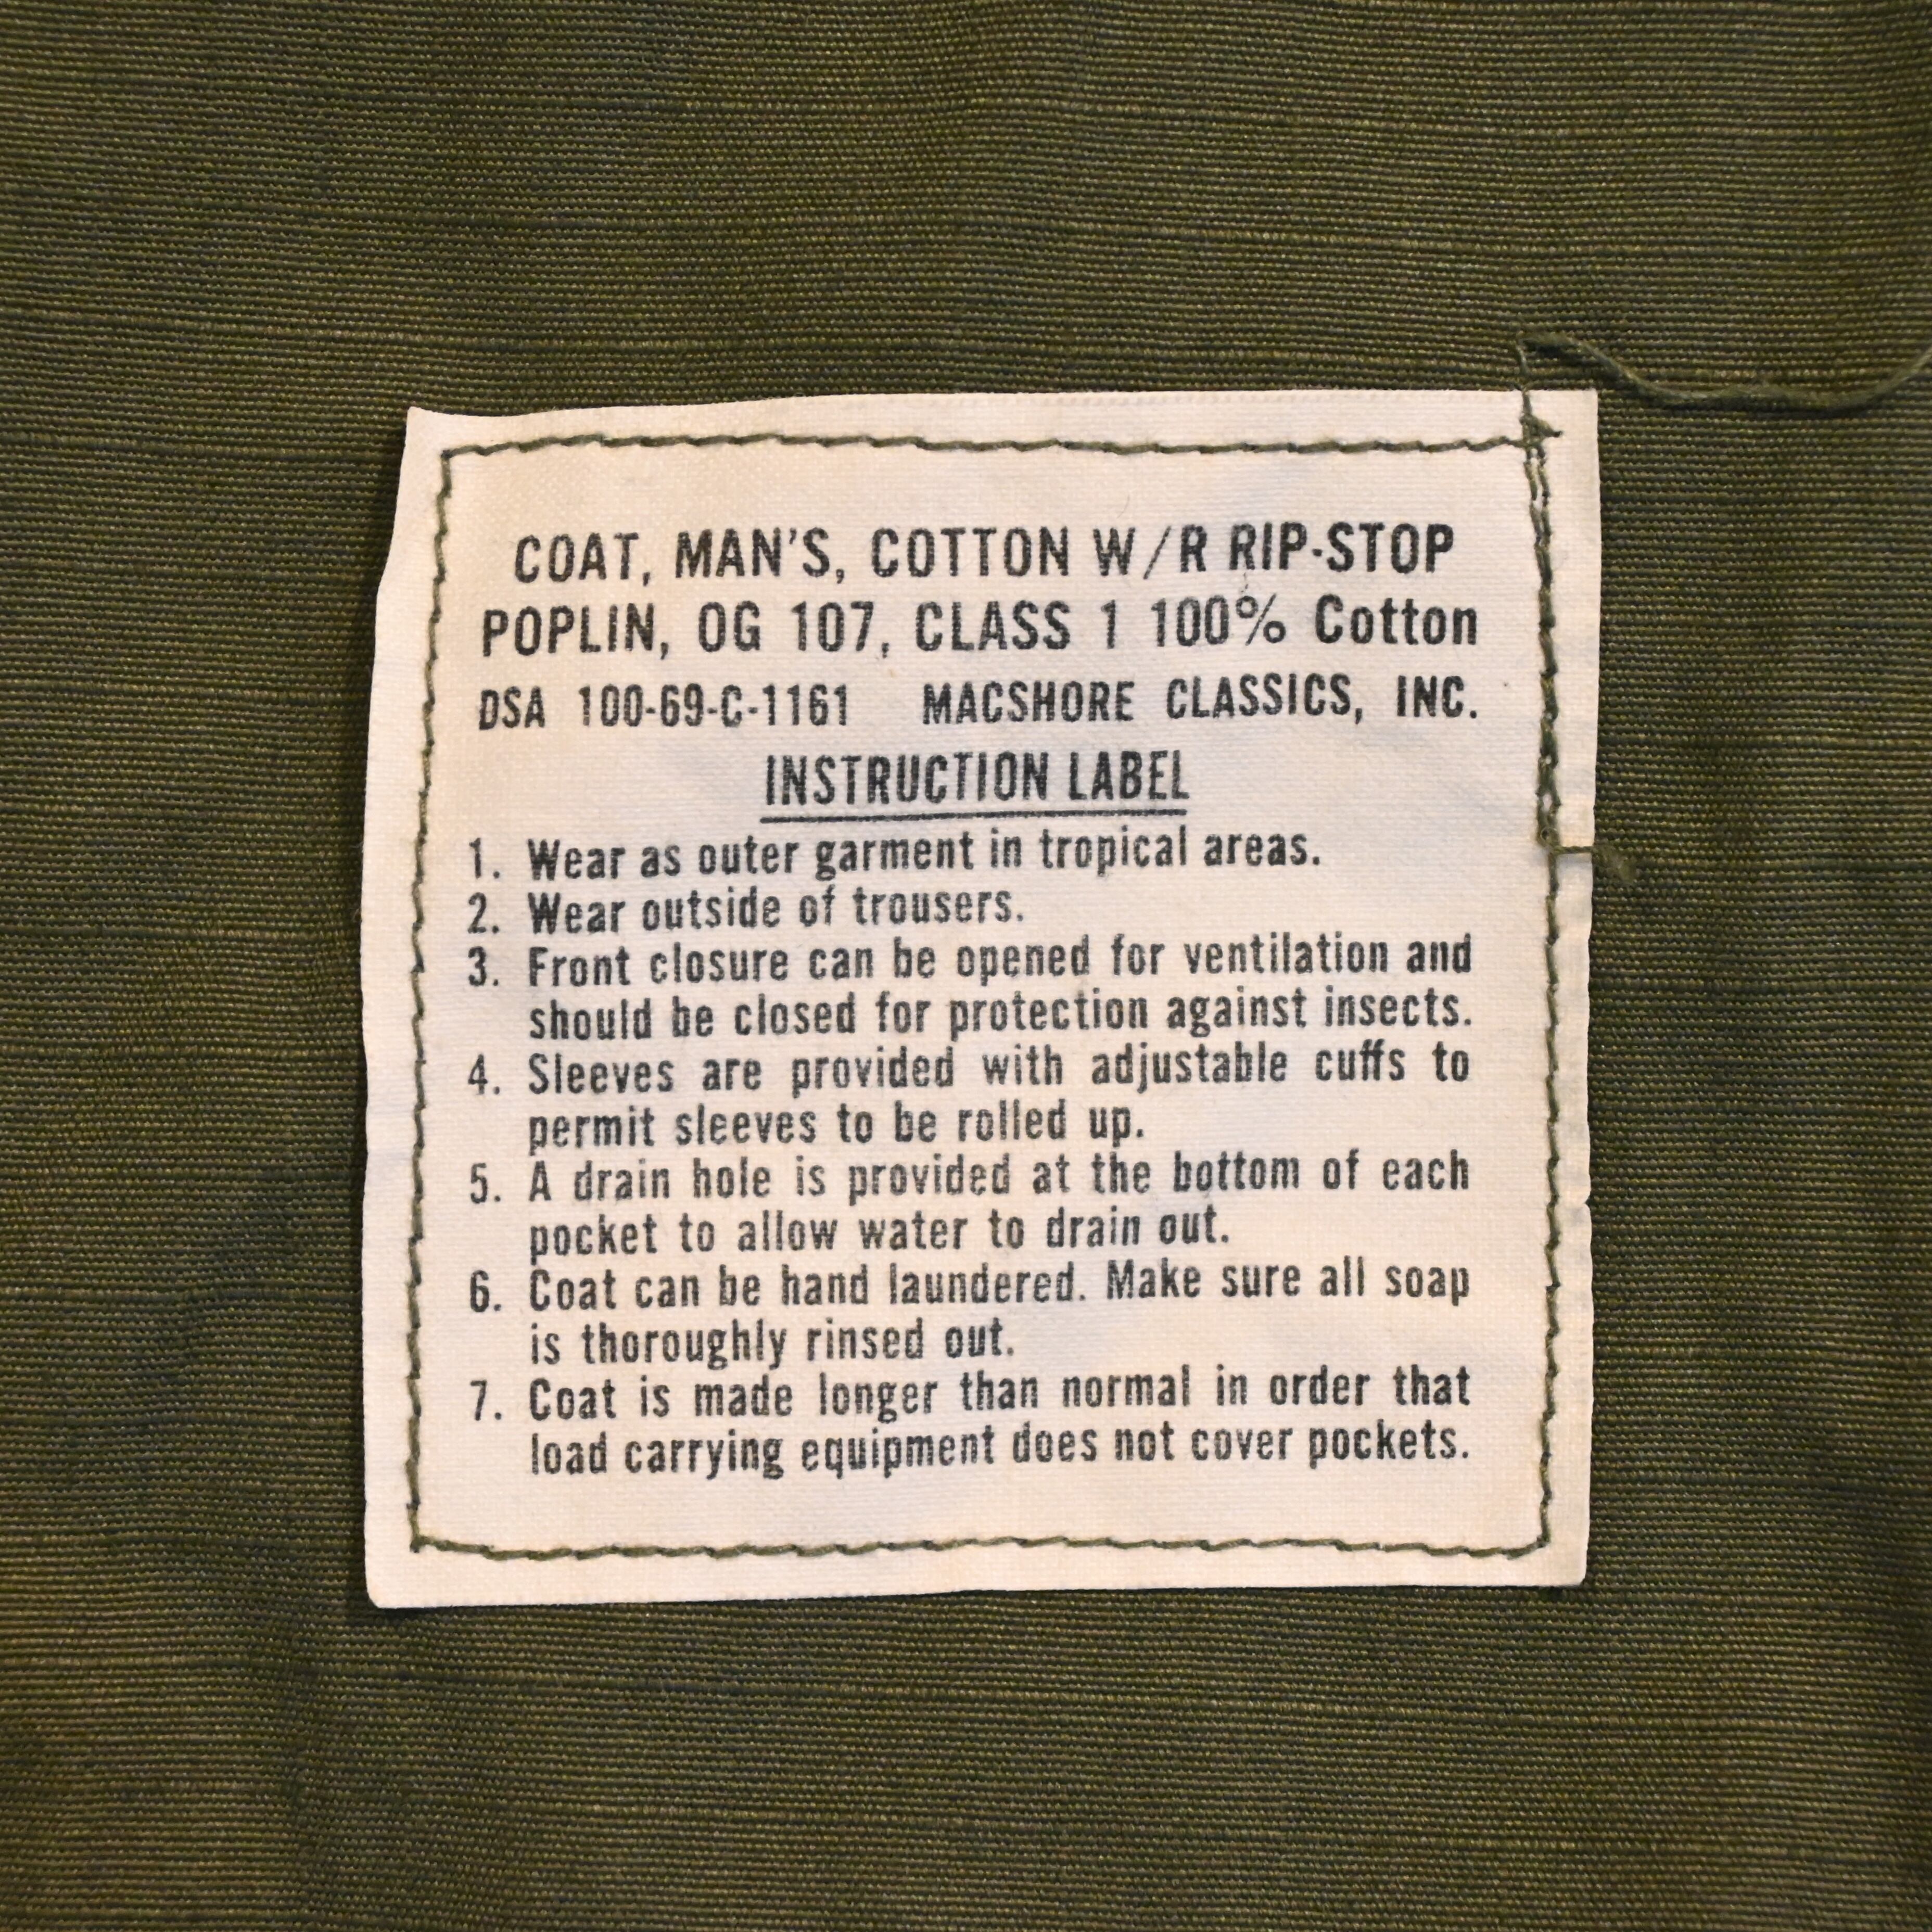 COAT, MAN'S, COTTON W/R RIP-STOP
POPLIN, OG 107, CLASS 1 100% Cotton
DSA 100-69-C-1161 MACSHORE CLASSICS, INC.
INSTRUCTION LABEL
1. Wear as outer garment in tropical areas.
2. Wear outside of trousers.
3. Front closure can be opened for ventilation and
should be closed for protection against insects.
4. Sleeves are provided with adjustable cuffs to
permit sleeves to be rolled up.
5. A drain hole is provided at the bottom of each
pocket to allow water to drain out.
6. Coat can be hand laundered. Make sure all soap
is thoroughly rinsed out.
7. Coat is made longer than normal in order that
load carrying equipment does not cover pockets.